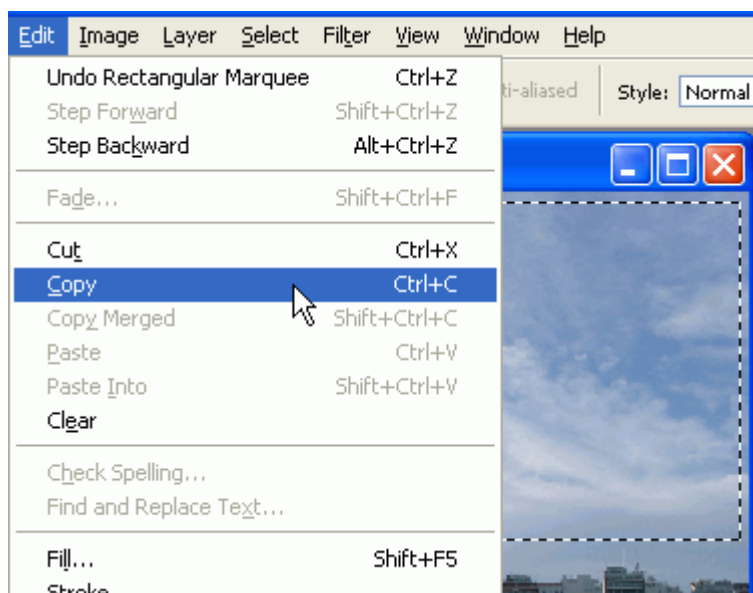 Edit Image Layer Select Filter View Window Help
ti-aliased Style: Normal
Undo Rectangular Marquee Ctrl+Z
Step Forward Shift+Ctrl+Z
Step Backward Alt+Ctrl+Z
Fade... Shift+Ctrl+F
Cut Ctrl+X
Copy Ctrl+C
Copy Merged Shift+Ctrl+C
Paste Ctrl+V
Paste Into Shift+Ctrl+V
Clear
Check Spelling...
Find and Replace Text...
Fill... Shift+F5